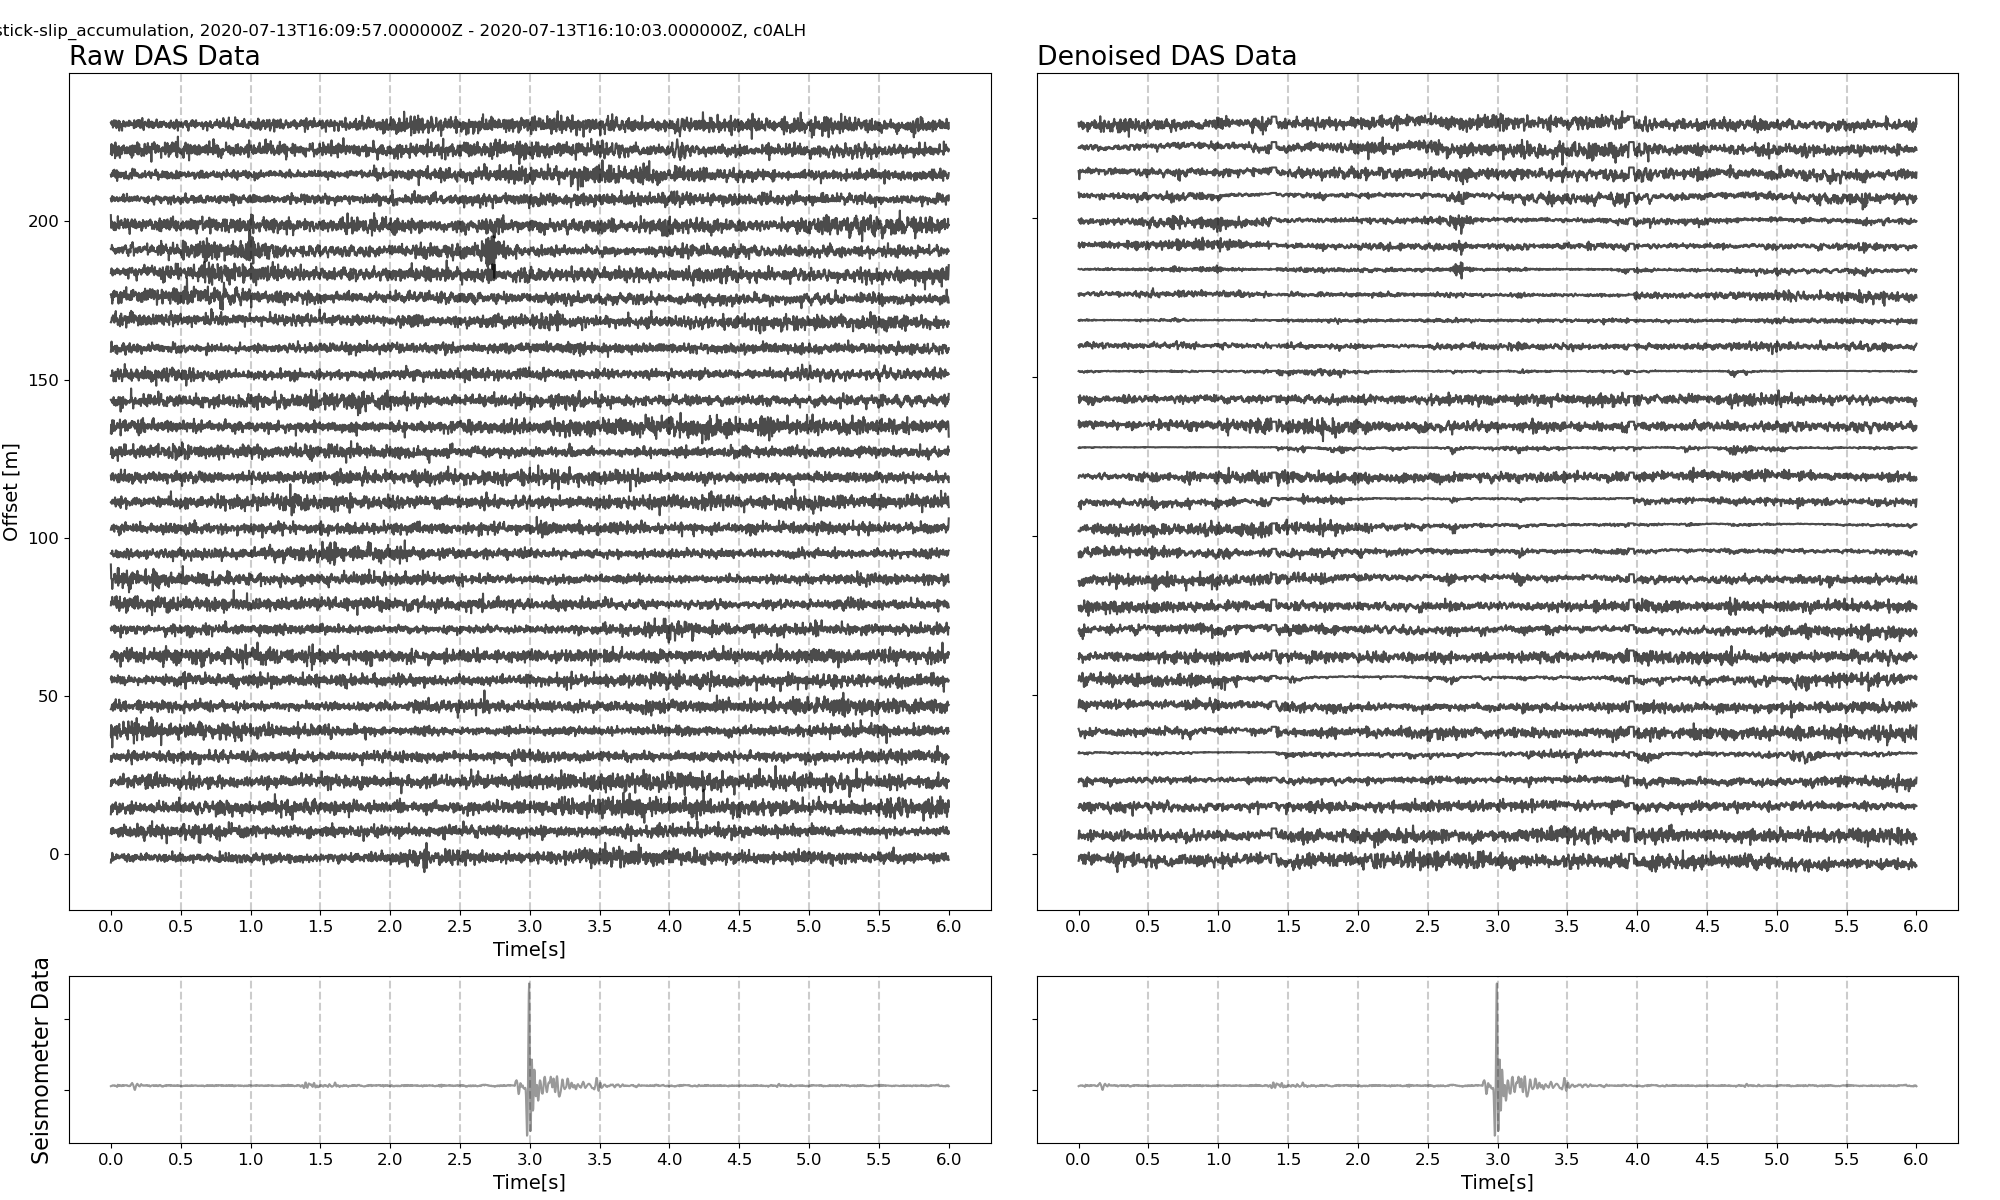 stick-slip_accumulation, 2020-07-13T16:09:57.000000Z - 2020-07-13T16:10:03.000000Z, c0ALH
Raw DAS Data
Denoised DAS Data
Offset [m]
200
150
100
50
0
0.0 0.5 1.0 1.5 2.0 2.5 3.0 3.5 4.0 4.5 5.0 5.5 6.0
Time[s]
0.0 0.5 1.0 1.5 2.0 2.5 3.0 3.5 4.0 4.5 5.0 5.5 6.0
Seismometer Data
0.0 0.5 1.0 1.5 2.0 2.5 3.0 3.5 4.0 4.5 5.0 5.5 6.0
Time[s]
0.0 0.5 1.0 1.5 2.0 2.5 3.0 3.5 4.0 4.5 5.0 5.5 6.0
Time[s]